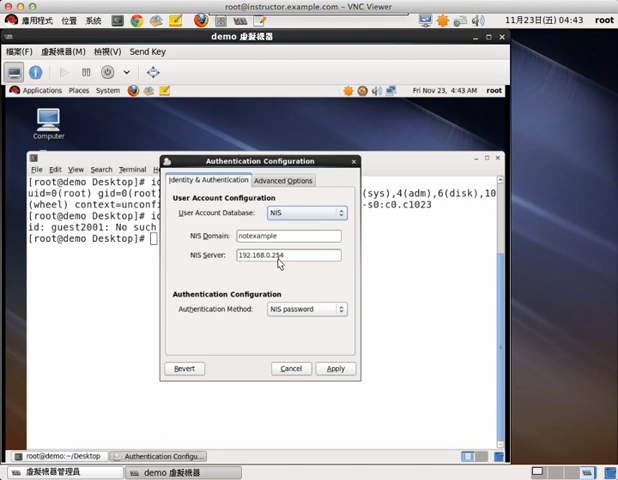 root@instructor.example.com - VNC Viewer
應用程式 位置 系統 11月23日(五) 04:43 root
demo 虛擬機器
檔案(F) 虛擬機器(M) 檢視(V) Send Key
Applications Places System Fri Nov 23, 4:43 AM root
Computer
File Edit View Search Terminal
Authentication Configuration
Identity & Authentication Advanced Options
[root@demo Desktop]# id
uid=0(root) gid=0(root) (sys),4(adm),6(disk),10
(wheel) context=unconfi -s0:c0.c1023
[root@demo Desktop]# id
id: guest2001: No such
[root@demo Desktop]#
User Account Configuration
User Account Database: NIS
NIS Domain: notexample
NIS Server: 192.168.0.254
Authentication Configuration
Authentication Method: NIS password
Revert Cancel Apply
root@demo:~/Desktop Authentication Configu...
虛擬機器管理員 demo 虛擬機器